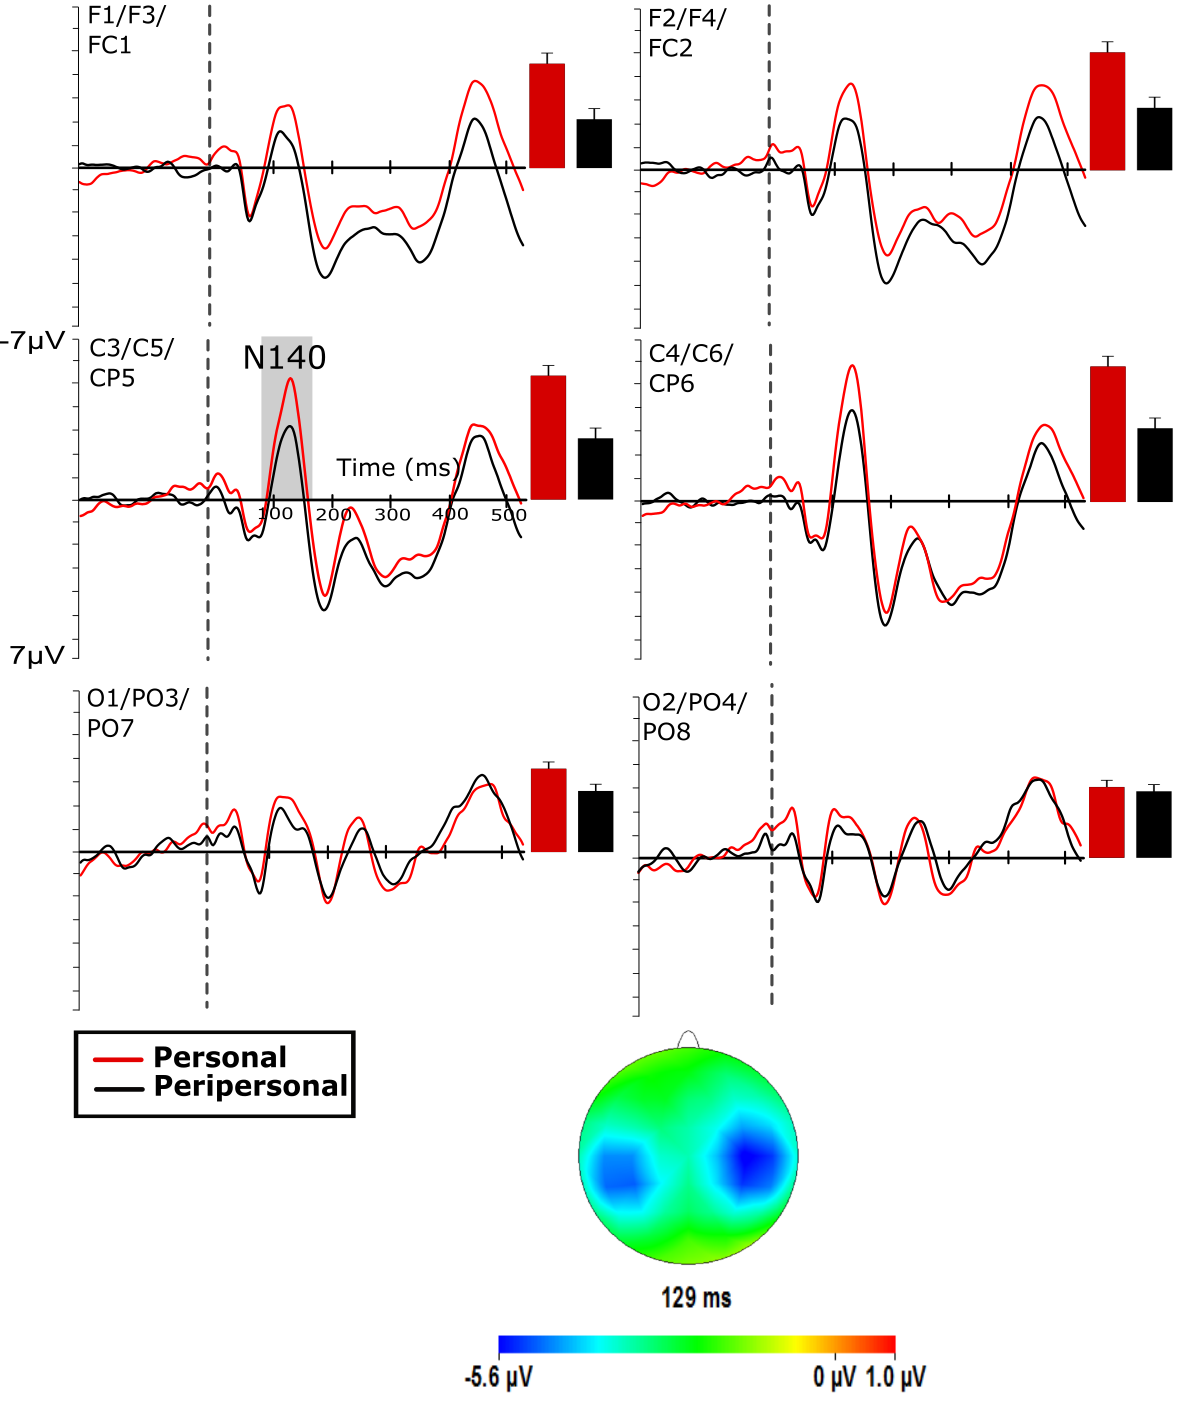 F1/F3/
FC1
F2/F4/
FC2
-7µV
C3/C5/
CP5
N140
C4/C6/
CP6
Time (ms)
100 200 300 400 500
7µV
O1/PO3/
PO7
O2/PO4/
PO8
Personal
Peripersonal
129 ms
-5.6 µV 0 µV 1.0 µV